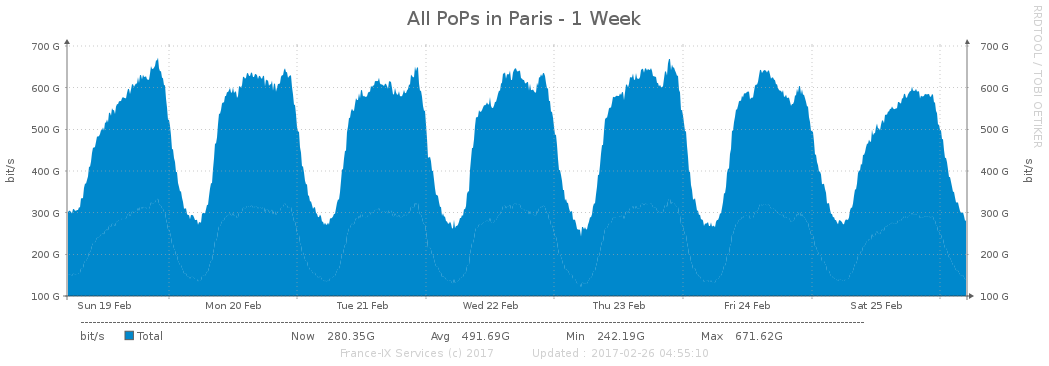 All PoPs in Paris - 1 Week
RRDTOOL / TOBI OETIKER
700 G 700 G
600 G 600 G
500 G 500 G
400 G 400 G
300 G 300 G
200 G 200 G
100 G 100 G
bit/s bit/s
Sun 19 Feb Mon 20 Feb Tue 21 Feb Wed 22 Feb Thu 23 Feb Fri 24 Feb Sat 25 Feb
bit/s Total Now 280.35G Avg 491.69G Min 242.19G Max 671.62G
France-IX Services (c) 2017 Updated : 2017-02-26 04:55:10